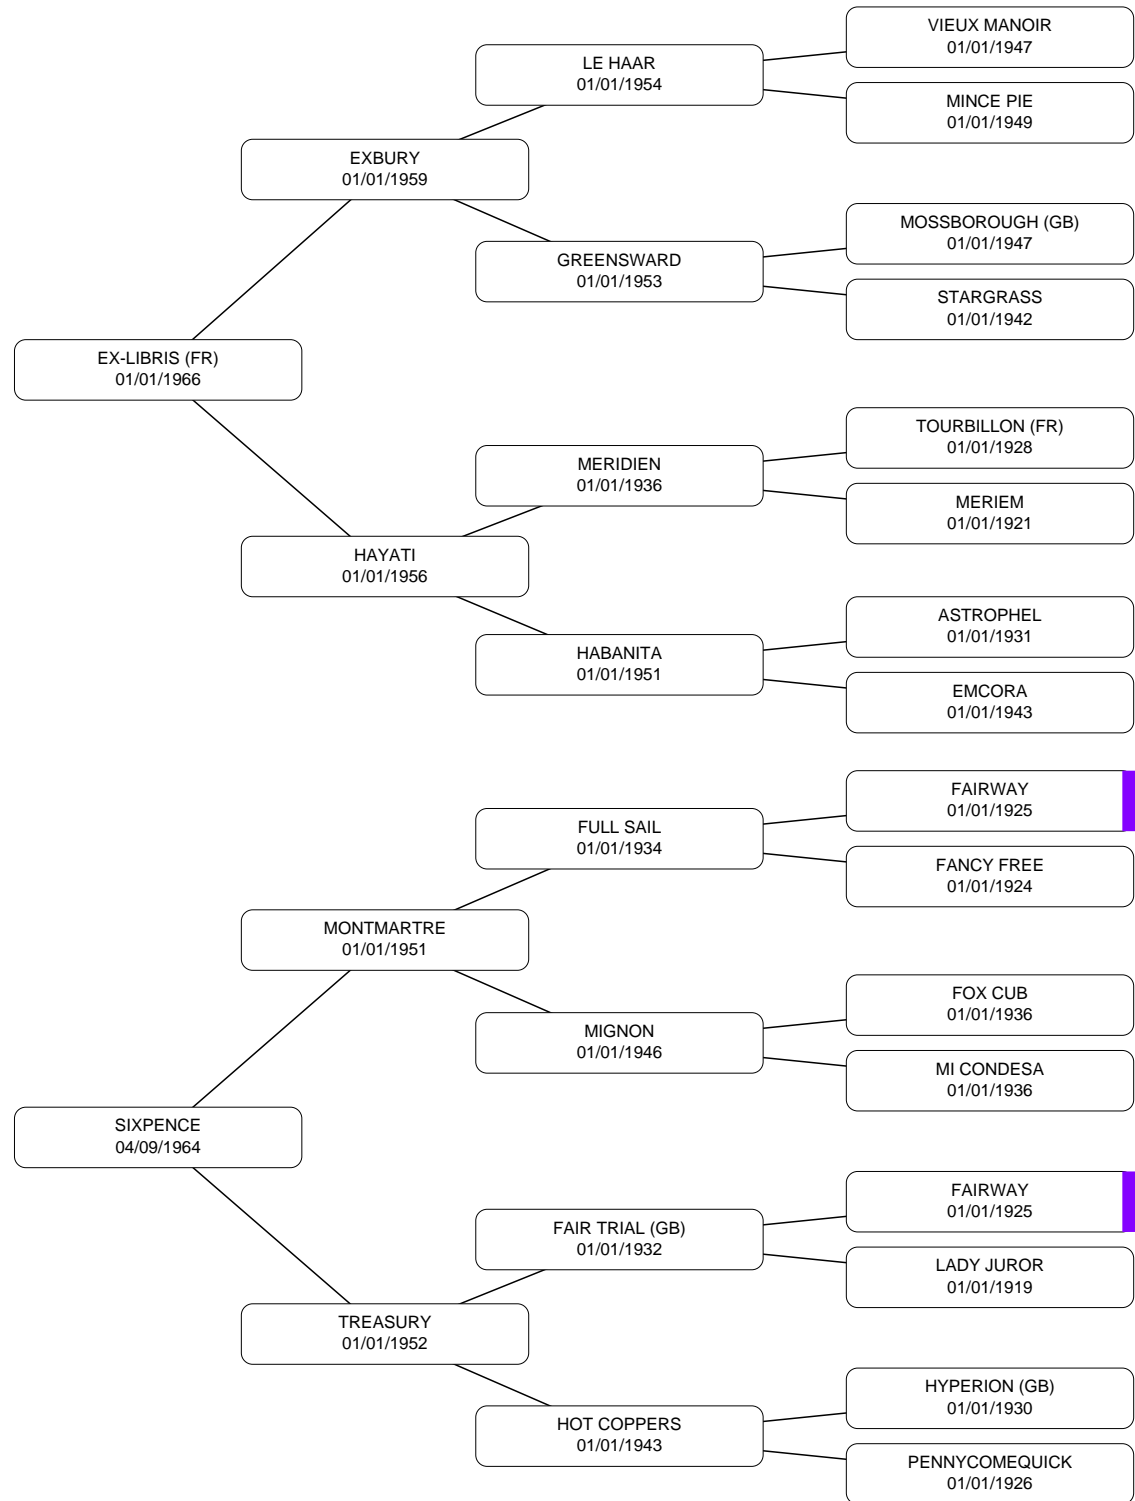 VIEUX MANOIR
01/01/1947
LE HAAR
01/01/1954
MINCE PIE
01/01/1949
EXBURY
01/01/1959
MOSSBOROUGH (GB)
01/01/1947
GREENSWARD
01/01/1953
STARGRASS
01/01/1942
EX-LIBRIS (FR)
01/01/1966
TOURBILLON (FR)
01/01/1928
MERIDIEN
01/01/1936
MERIEM
01/01/1921
HAYATI
01/01/1956
ASTROPHEL
01/01/1931
HABANITA
01/01/1951
EMCORA
01/01/1943
FAIRWAY
01/01/1925
FULL SAIL
01/01/1934
FANCY FREE
01/01/1924
MONTMARTRE
01/01/1951
FOX CUB
01/01/1936
MIGNON
01/01/1946
MI CONDESA
01/01/1936
SIXPENCE
04/09/1964
FAIRWAY
01/01/1925
FAIR TRIAL (GB)
01/01/1932
LADY JUROR
01/01/1919
TREASURY
01/01/1952
HYPERION (GB)
01/01/1930
HOT COPPERS
01/01/1943
PENNYCOMEQUICK
01/01/1926